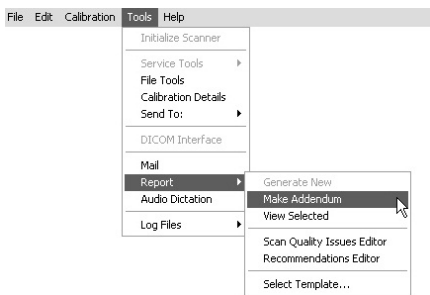 File Edit Calibration Tools Help
Initialize Scanner
Service Tools
File Tools
Calibration Details
Send To:
DICOM Interface
Mail
Report
Audio Dictation
Log Files
Generate New
Make Addendum
View Selected
Scan Quality Issues Editor
Recommendations Editor
Select Template...